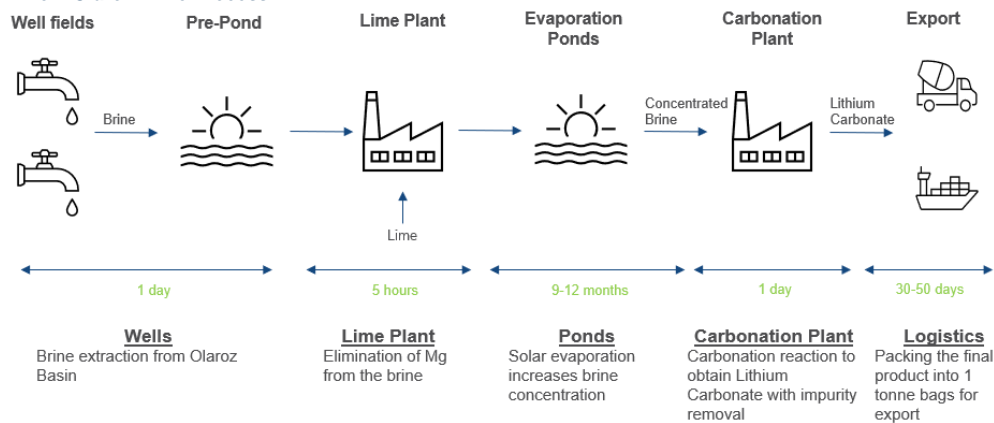 Well fields
Pre-Pond
Lime Plant
Evaporation
Ponds
Carbonation
Plant
Export
Brine
Concentrated
Brine
Lithium
Carbonate
Lime
1 day
5 hours
9-12 months
1 day
30-50 days
Wells
Brine extraction from Olaroz
Basin
Lime Plant
Elimination of Mg
from the brine
Ponds
Solar evaporation
increases brine
concentration
Carbonation Plant
Carbonation reaction to
obtain Lithium
Carbonate with impurity
removal
Logistics
Packing the final
product into 1
tonne bags for
export